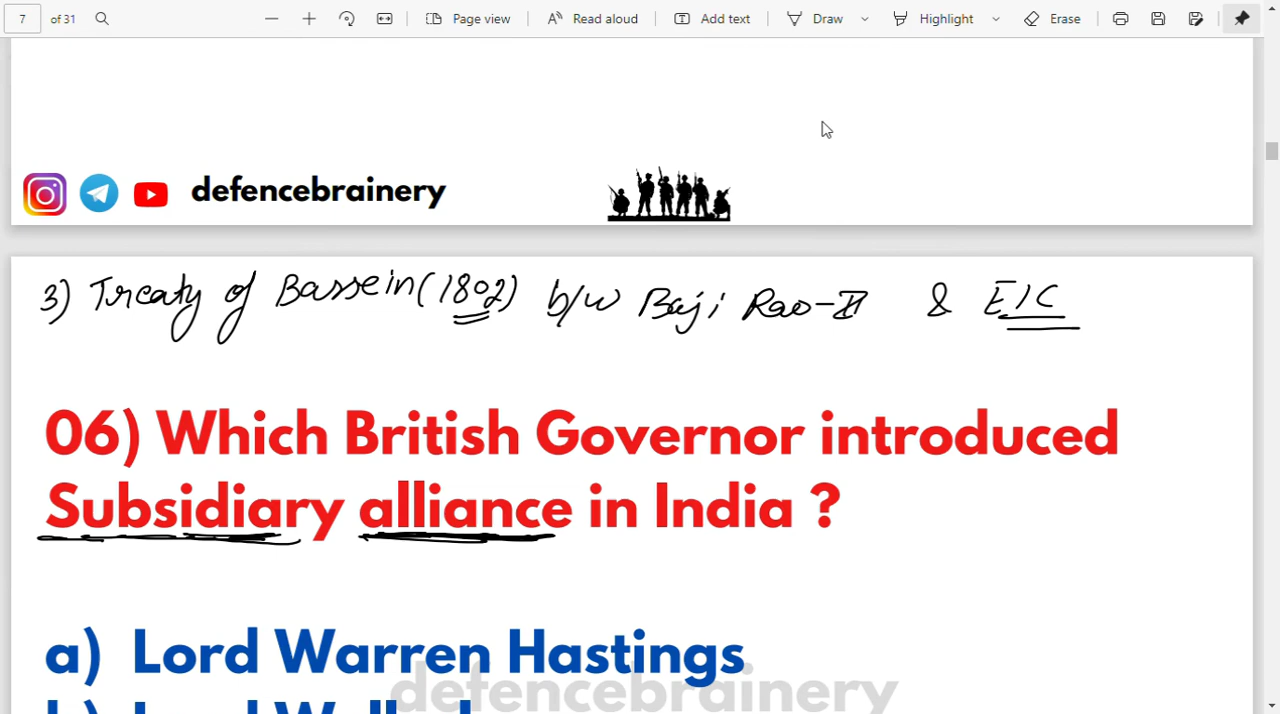 7 of 31 Page view Read aloud Add text Draw Highlight Erase
defencebrainery
3) Treaty of Bassein (1802) b/w Baji Rao-II & EIC
06) Which British Governor introduced
Subsidiary alliance in India ?
a) Lord Warren Hastings
defencebrainery
b) Lord